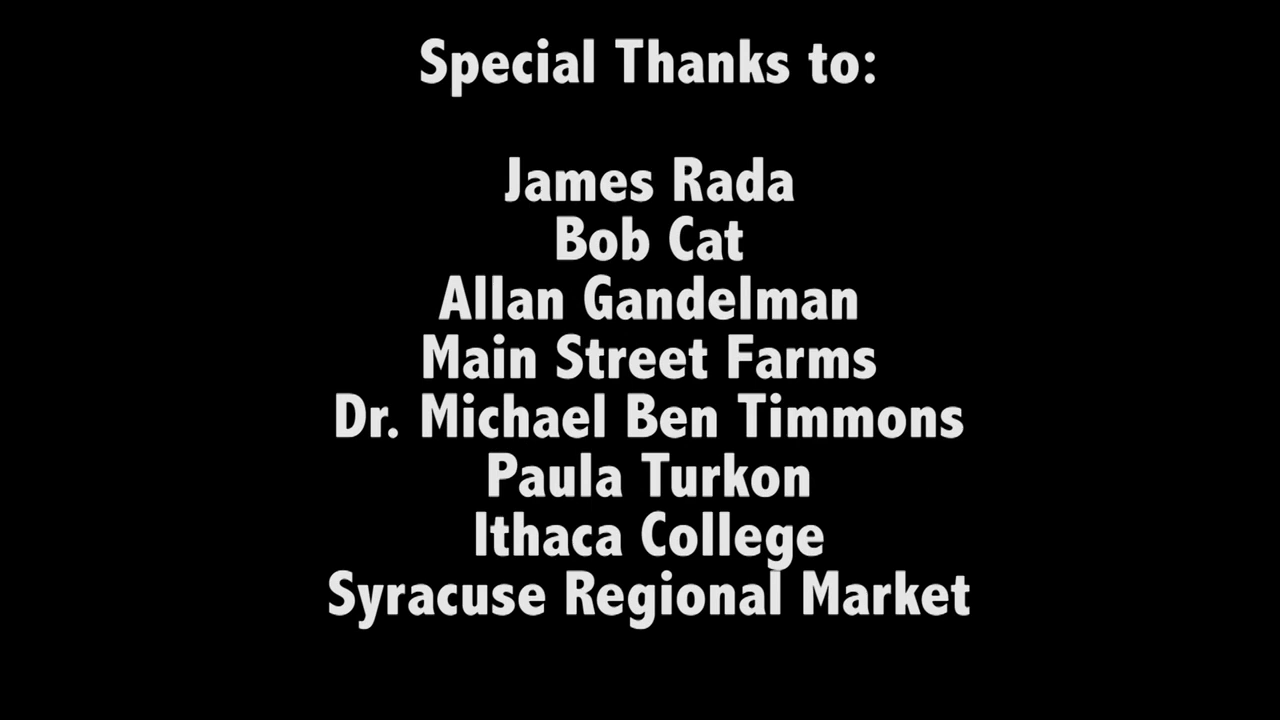 Special Thanks to:
James Rada
Bob Cat
Allan Gandelman
Main Street Farms
Dr. Michael Ben Timmons
Paula Turkon
Ithaca College
Syracuse Regional Market